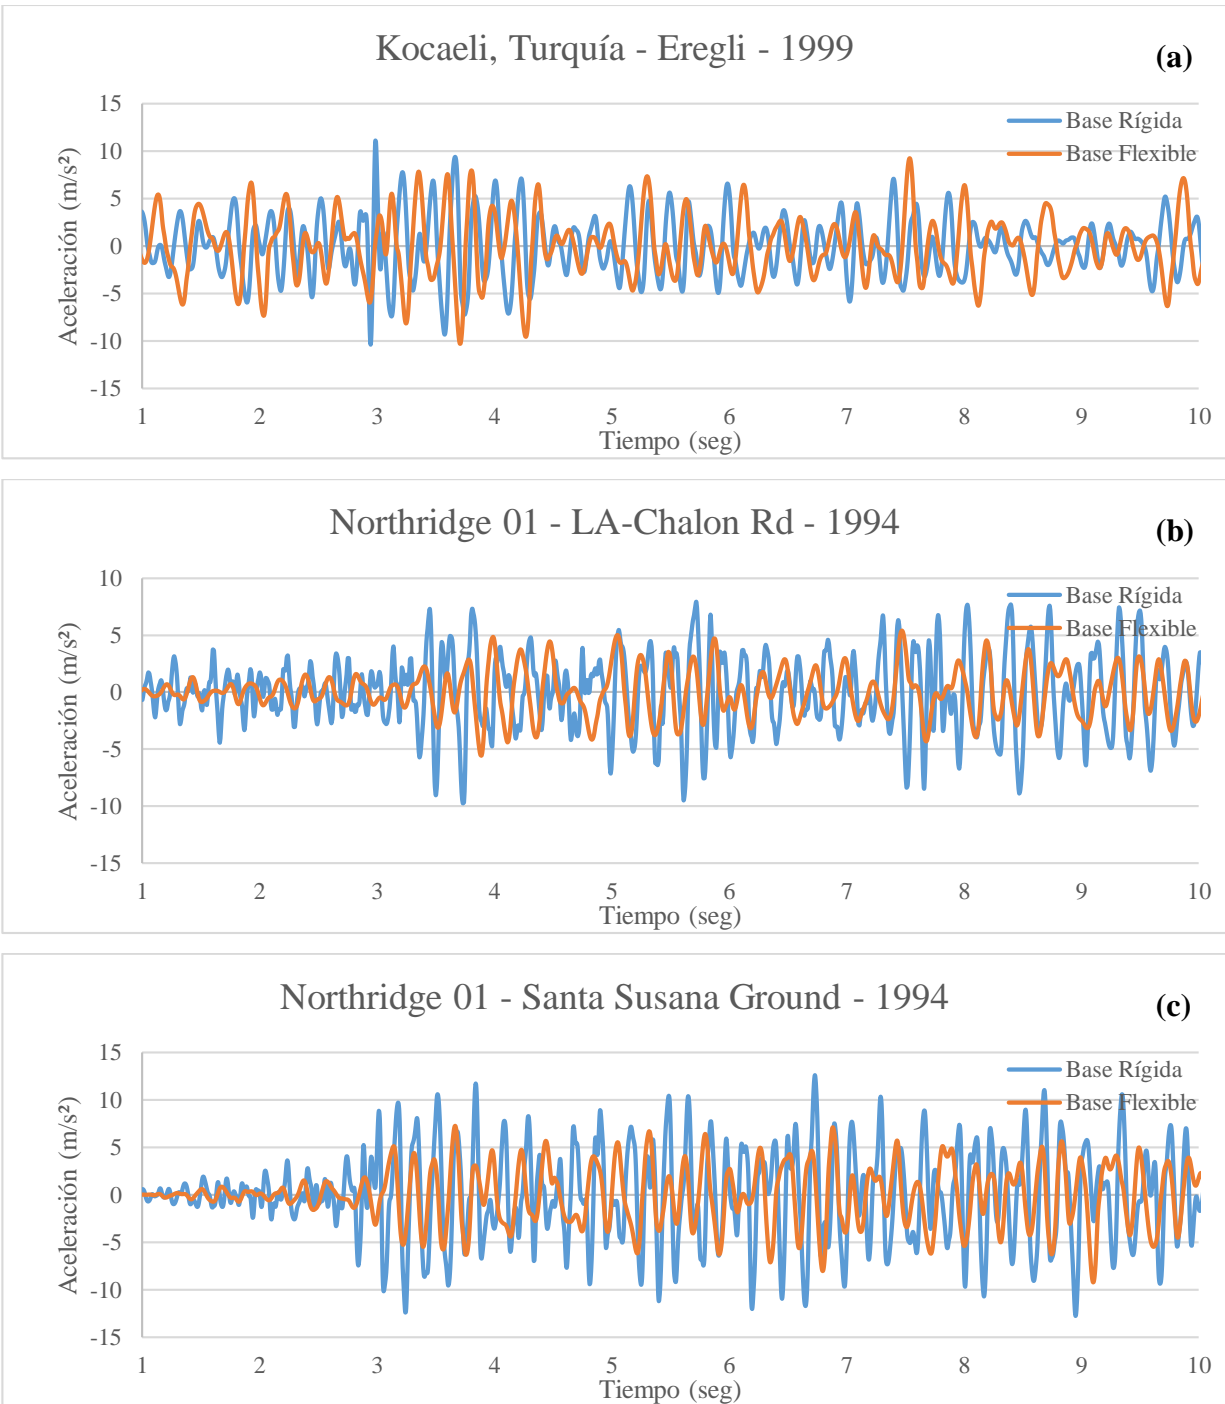 Kocaeli, Turquía - Eregli - 1999
(a)
Aceleración (m/s²)
15
10
5
0
-5
-10
-15
Base Rígida
Base Flexible
1 2 3 4 5 6 7 8 9 10
Tiempo (seg)
Northridge 01 - LA-Chalon Rd - 1994
(b)
Aceleración (m/s²)
10
5
0
-5
-10
-15
Base Rígida
Base Flexible
1 2 3 4 5 6 7 8 9 10
Tiempo (seg)
Northridge 01 - Santa Susana Ground - 1994
(c)
Aceleración (m/s²)
15
10
5
0
-5
-10
-15
Base Rígida
Base Flexible
1 2 3 4 5 6 7 8 9 10
Tiempo (seg)